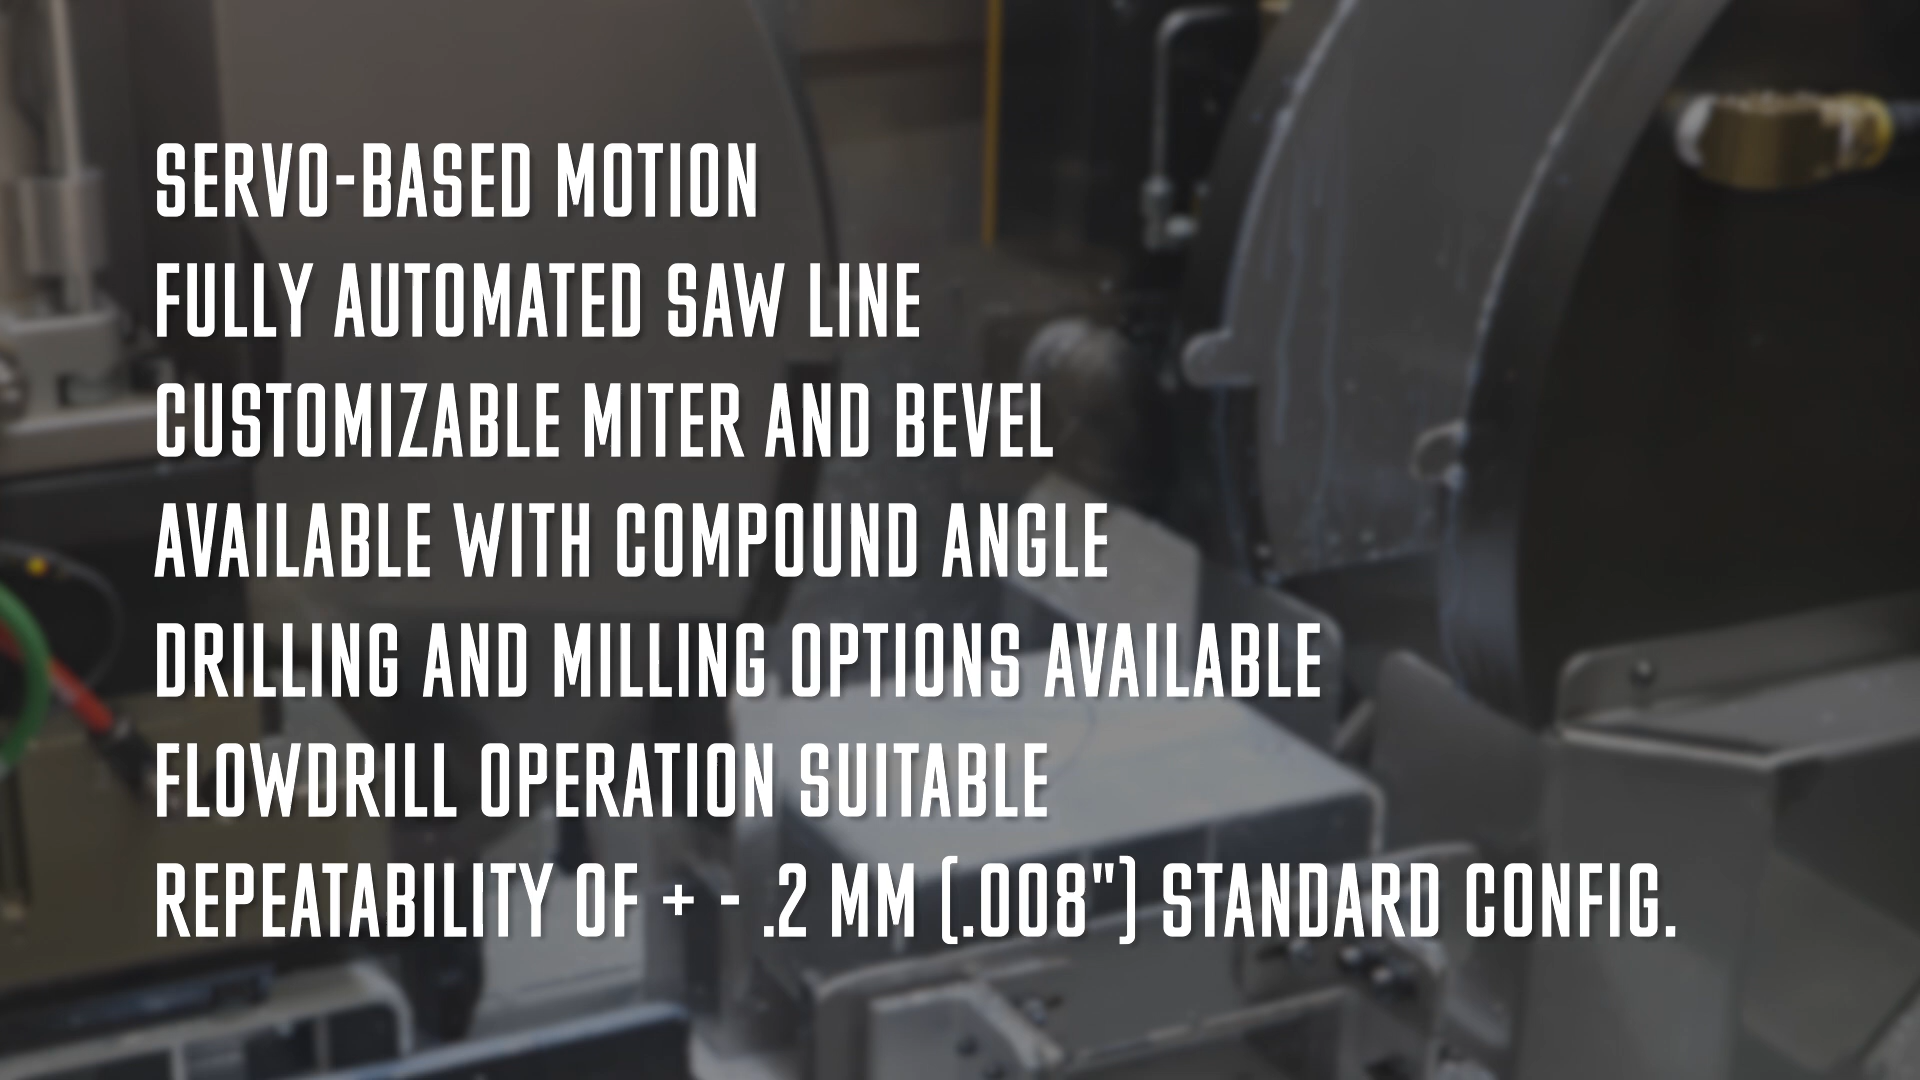 SERVO-BASED MOTION
FULLY AUTOMATED SAW LINE
CUSTOMIZABLE MITER AND BEVEL
AVAILABLE WITH COMPOUND ANGLE
DRILLING AND MILLING OPTIONS AVAILABLE
FLOWDRILL OPERATION SUITABLE
REPEATABILITY OF + - .2 MM (.008") STANDARD CONFIG.